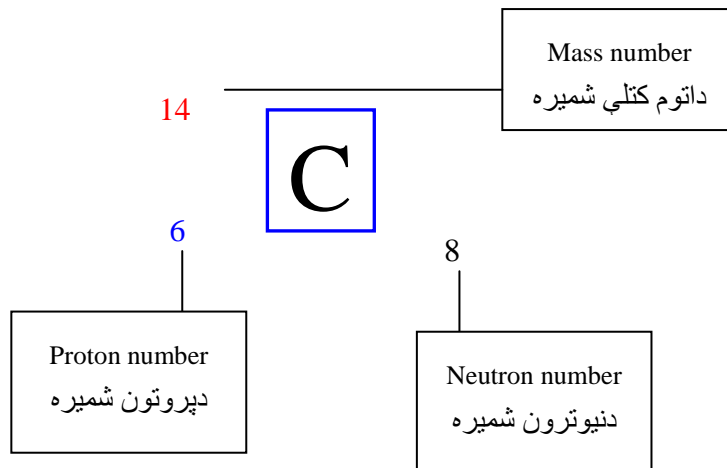 Mass number
داتوم کتلې شمیره
14
C
6
8
Proton number
دپروتون شمیره
Neutron number
دنیوترون شمیره